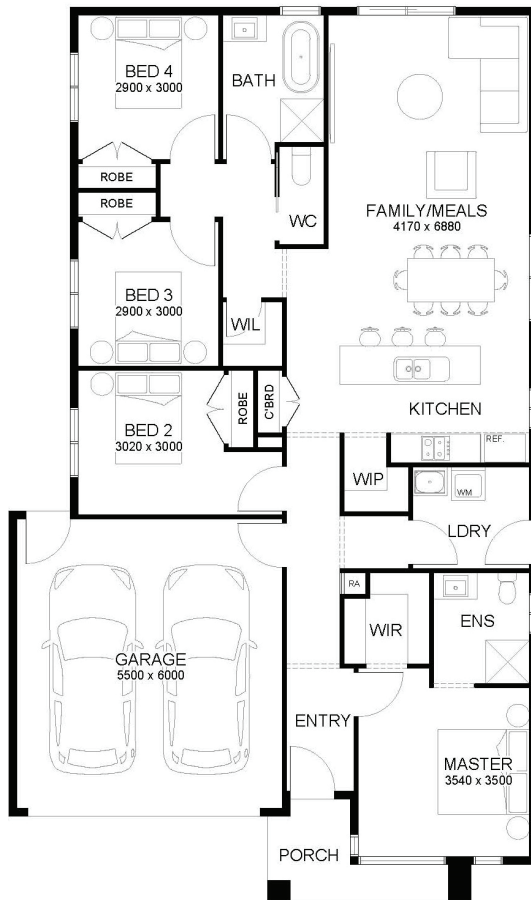 BED 4
2900 x 3000
BATH
ROBE
ROBE
WC
FAMILY/MEALS
4170 x 6880
BED 3
2900 x 3000
WIL
BED 2
3020 x 3000
ROBE
C'BRD
KITCHEN
REF.
WIP
WM
LDRY
RA
WIR
ENS
GARAGE
5500 x 6000
ENTRY
MASTER
3540 x 3500
PORCH